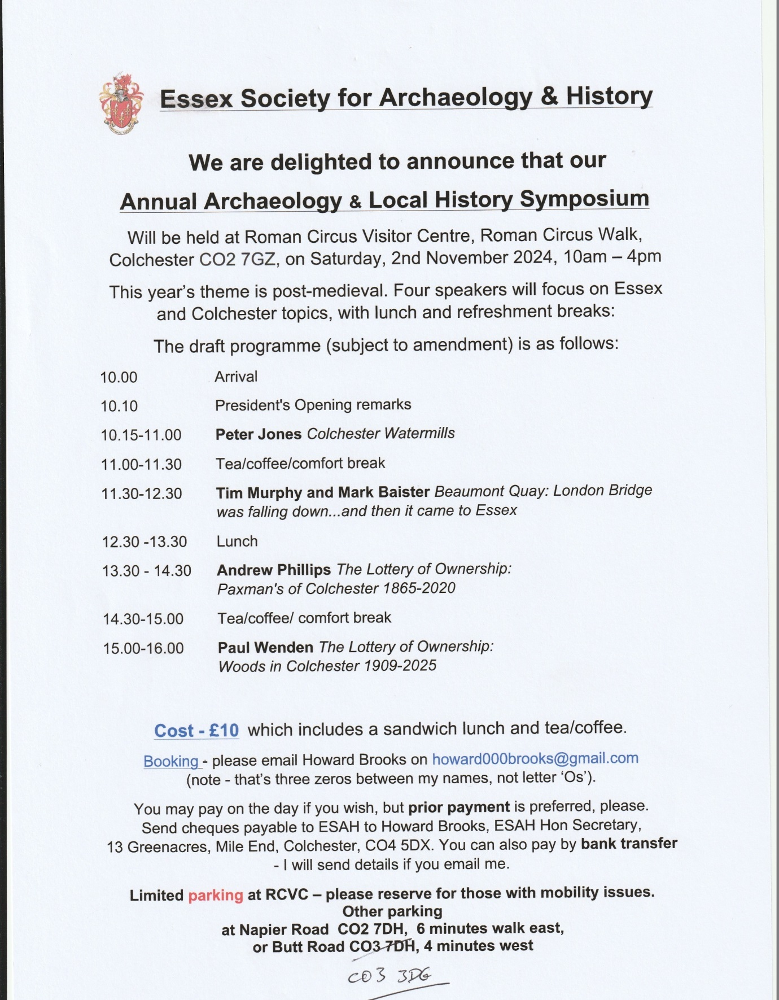 Essex Society for Archaeology & History
We are delighted to announce that our
Annual Archaeology & Local History Symposium
Will be held at Roman Circus Visitor Centre, Roman Circus Walk,
Colchester CO2 7GZ, on Saturday, 2nd November 2024, 10am – 4pm
This year’s theme is post-medieval. Four speakers will focus on Essex
and Colchester topics, with lunch and refreshment breaks:
The draft programme (subject to amendment) is as follows:
10.00 Arrival
10.10 President's Opening remarks
10.15-11.00 Peter Jones Colchester Watermills
11.00-11.30 Tea/coffee/comfort break
11.30-12.30 Tim Murphy and Mark Baister Beaumont Quay: London Bridge
was falling down...and then it came to Essex
12.30 -13.30 Lunch
13.30 - 14.30 Andrew Phillips The Lottery of Ownership:
Paxman's of Colchester 1865-2020
14.30-15.00 Tea/coffee/ comfort break
15.00-16.00 Paul Wenden The Lottery of Ownership:
Woods in Colchester 1909-2025
Cost - £10 which includes a sandwich lunch and tea/coffee.
Booking - please email Howard Brooks on howard000brooks@gmail.com
(note - that’s three zeros between my names, not letter ‘Os’).
You may pay on the day if you wish, but prior payment is preferred, please.
Send cheques payable to ESAH to Howard Brooks, ESAH Hon Secretary,
13 Greenacres, Mile End, Colchester, CO4 5DX. You can also pay by bank transfer
- I will send details if you email me.
Limited parking at RCVC – please reserve for those with mobility issues.
Other parking
at Napier Road CO2 7DH, 6 minutes walk east,
or Butt Road CO3 7DH, 4 minutes west
CO3 3DG